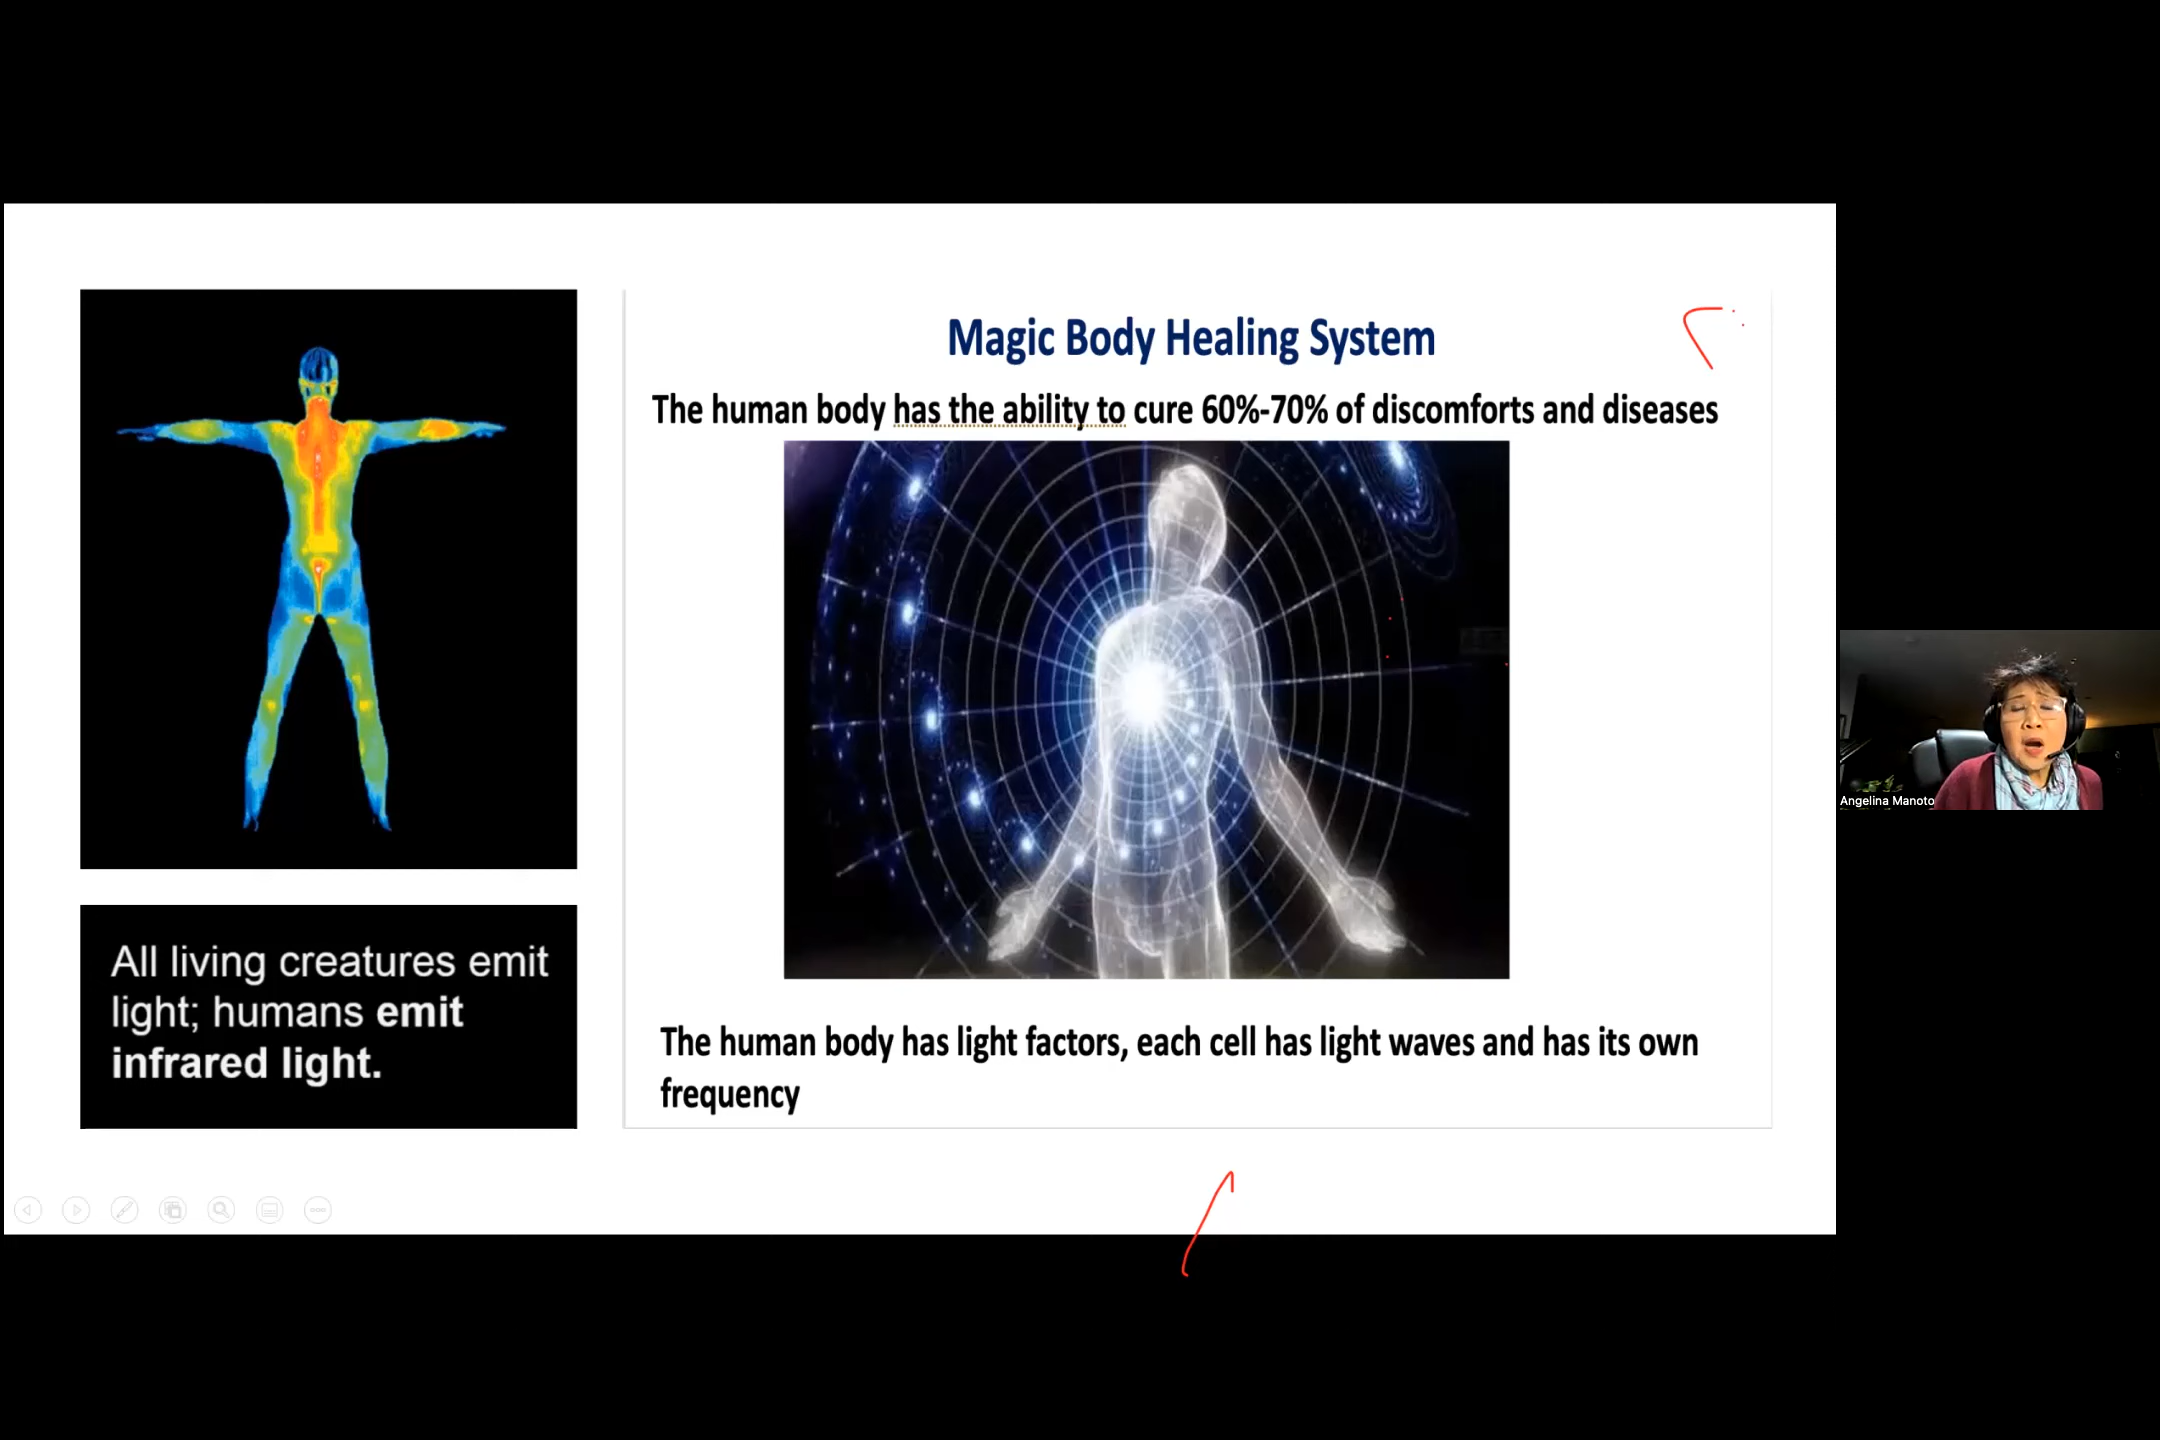 Magic Body Healing System
The human body has the ability to cure 60%-70% of discomforts and diseases
All living creatures emit
light; humans emit
infrared light.
The human body has light factors, each cell has light waves and has its own
frequency
Angelina Manoto